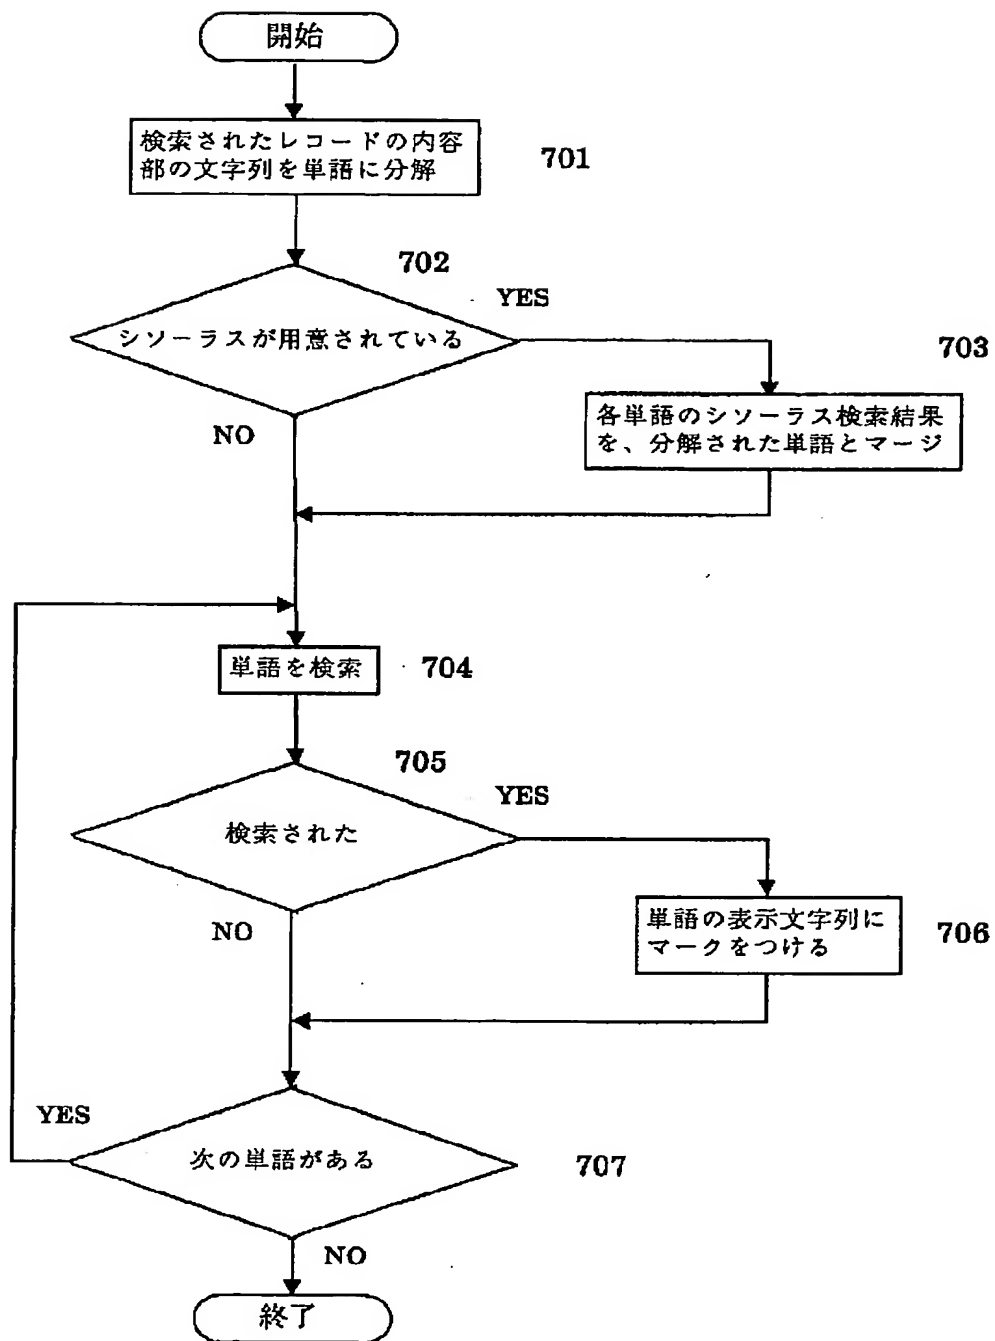 開始
検索されたレコードの内容
部の文字列を単語に分解
701
702
YES
シソーラスが用意されている
703
各単語のシソーラス検索結果
を、分解された単語とマージ
NO
単語を検索
704
705
YES
検索された
単語の表示文字列に
マークをつける
706
NO
YES
次の単語がある
707
NO
終了